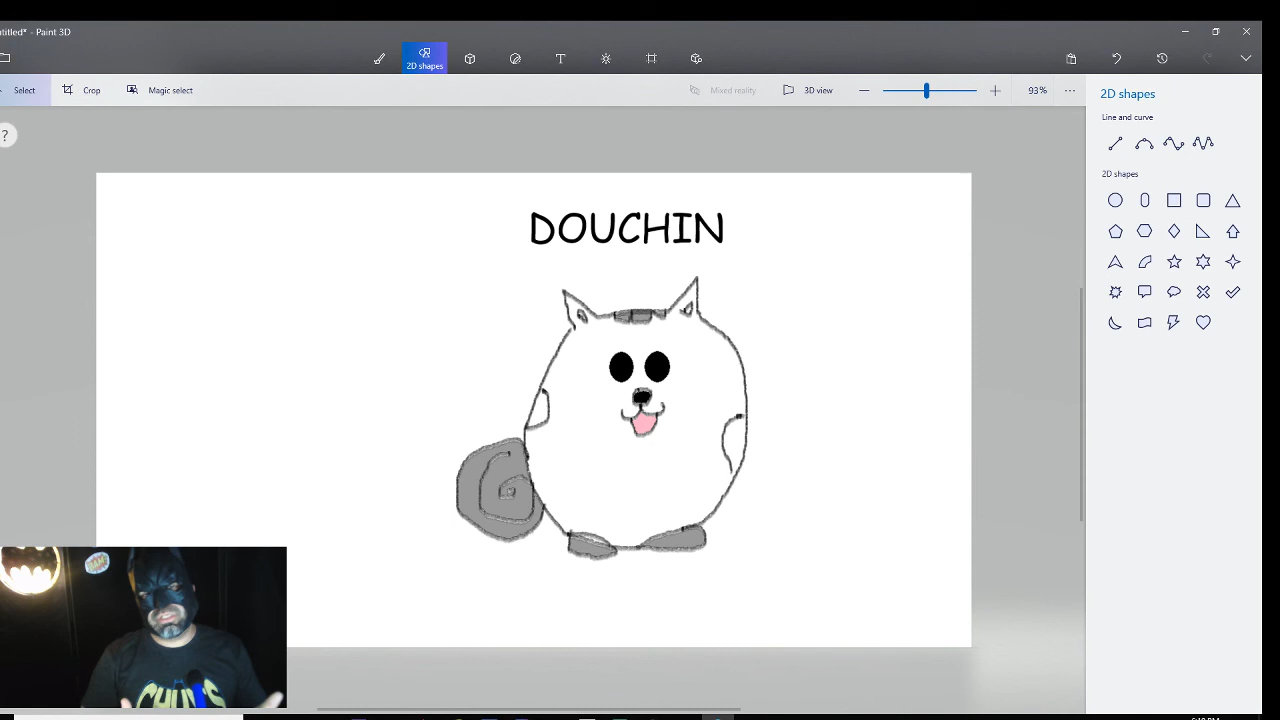 ntitled* - Paint 3D
2D shapes
Select
Crop
Magic select
Mixed reality
3D view
93%
2D shapes
Line and curve
2D shapes
?
DOUCHIN